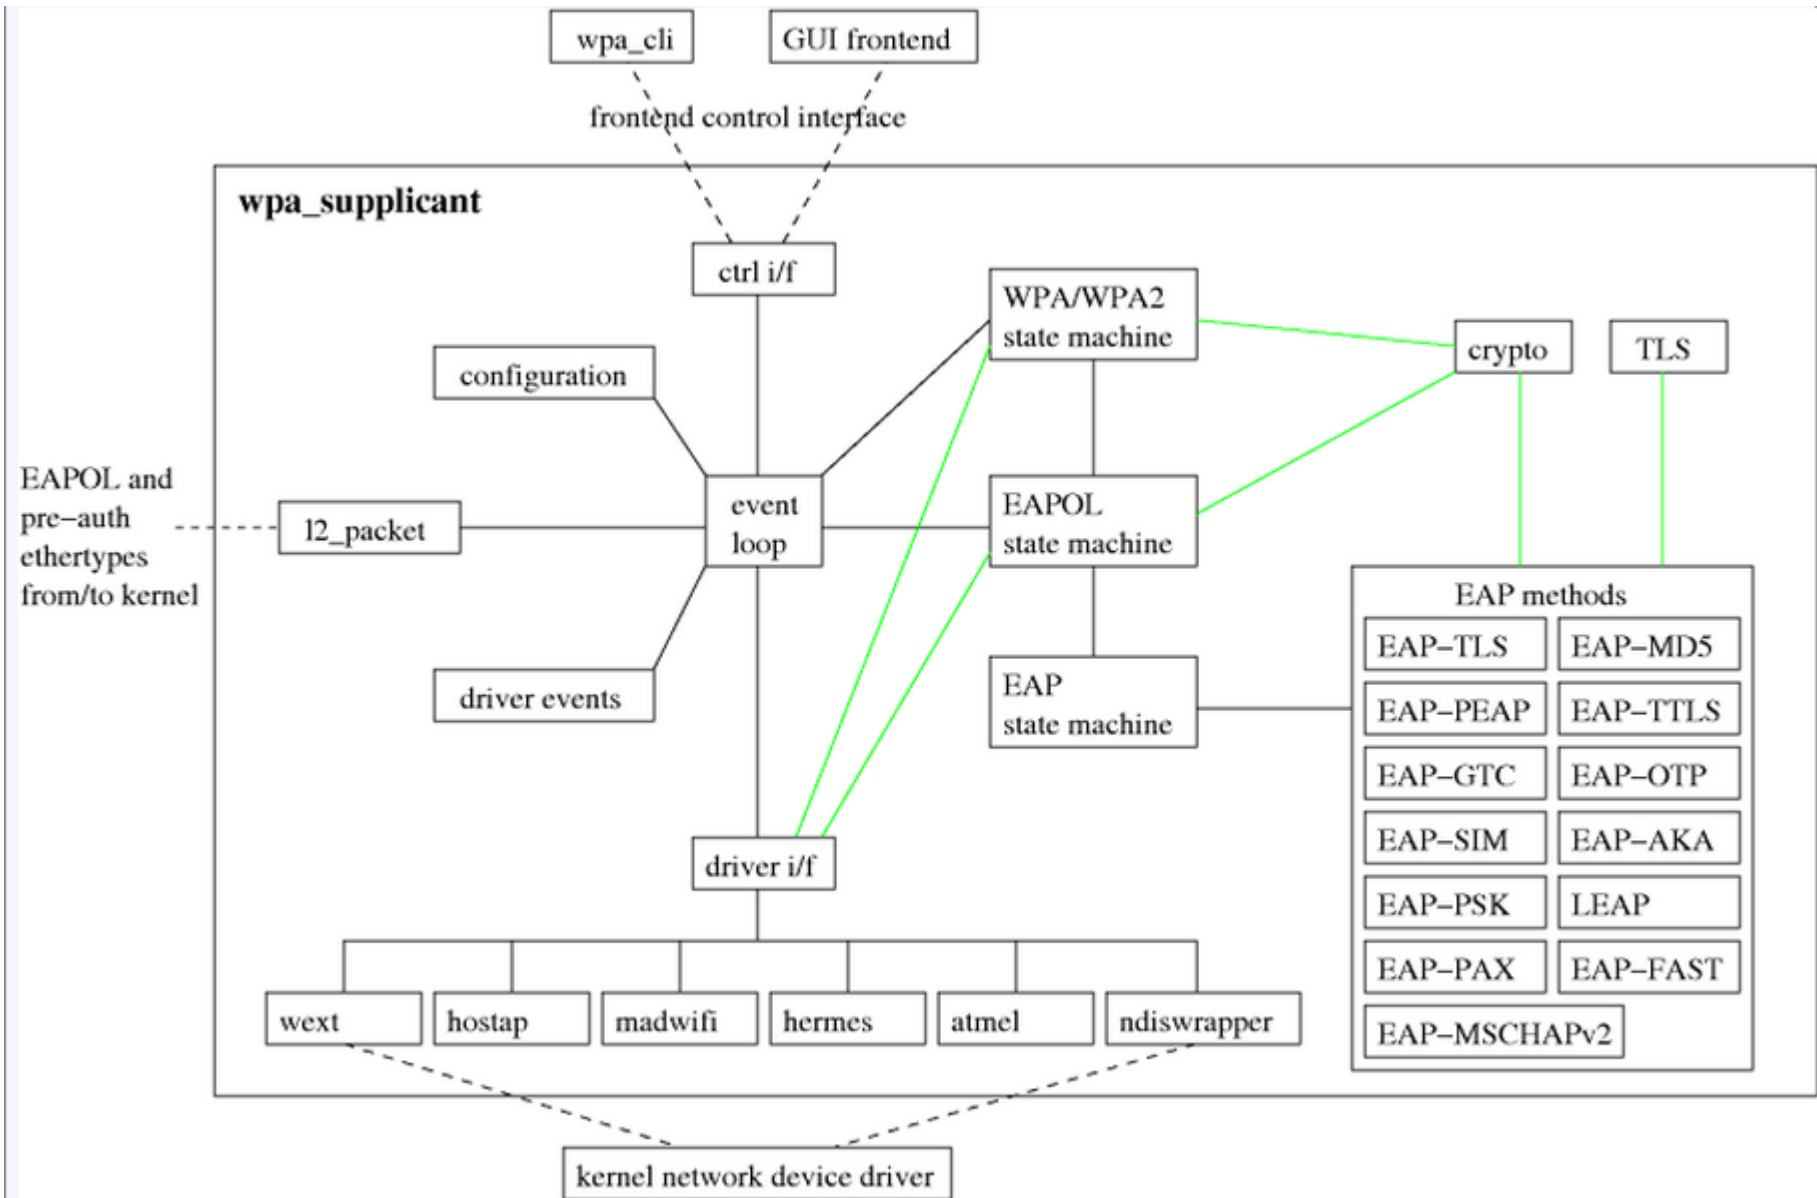 wpa_cli
GUI frontend
frontend control interface
wpa_supplicant
ctrl i/f
WPA/WPA2
state machine
crypto
TLS
configuration
EAPOL and
pre−auth
ethertypes
from/to kernel
l2_packet
event
loop
EAPOL
state machine
driver events
EAP
state machine
EAP methods
EAP−TLS
EAP−MD5
EAP−PEAP
EAP−TTLS
EAP−GTC
EAP−OTP
EAP−SIM
EAP−AKA
EAP−PSK
LEAP
EAP−PAX
EAP−FAST
EAP−MSCHAPv2
driver i/f
wext
hostap
madwifi
hermes
atmel
ndiswrapper
kernel network device driver